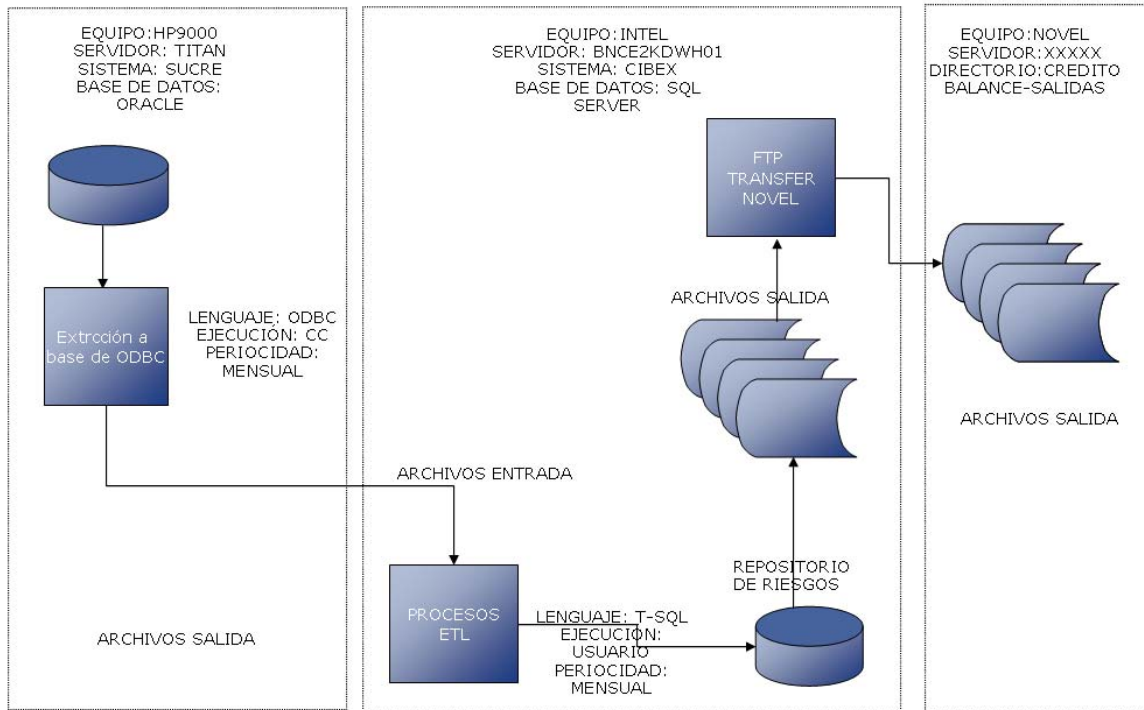 EQUIPO:HP9000
SERVIDOR: TITAN
SISTEMA: SUCRE
BASE DE DATOS:
ORACLE
Extrcción a
base de ODBC
LENGUAJE: ODBC
EJECUCIÓN: CC
PERIOCIDAD:
MENSUAL
ARCHIVOS SALIDA
EQUIPO:INTEL
SERVIDOR: BNCE2KDWH01
SISTEMA: CIBEX
BASE DE DATOS: SQL
SERVER
FTP
TRANSFER
NOVEL
ARCHIVOS SALIDA
ARCHIVOS ENTRADA
PROCESOS
ETL
LENGUAJE: T-SQL
EJECUCIÓN:
USUARIO
PERIOCIDAD:
MENSUAL
REPOSITORIO
DE RIESGOS
EQUIPO:NOVEL
SERVIDOR:XXXXX
DIRECTORIO:CREDITO
BALANCE-SALIDAS
ARCHIVOS SALIDA